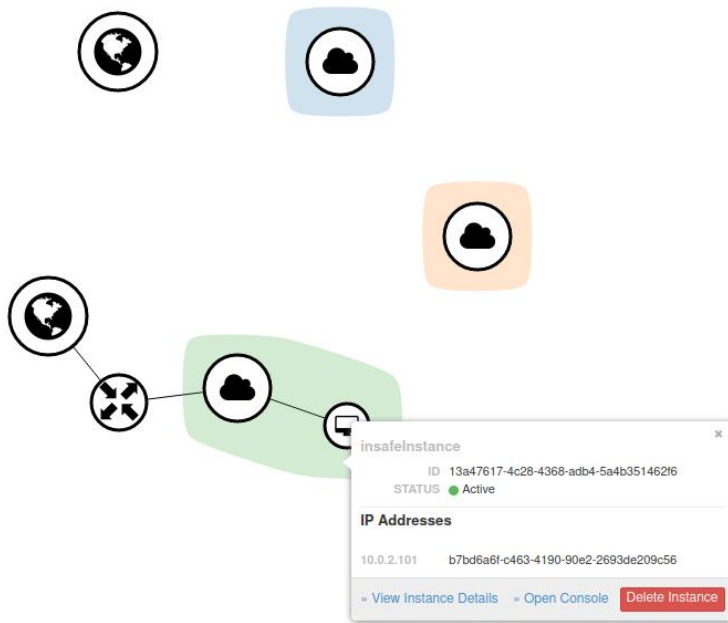 insafeInstance
ID 13a47617-4c28-4368-adb4-5a4b351462f6
STATUS Active
IP Addresses
10.0.2.101 b7bd6a6f-c463-4190-90e2-2693de209c56
» View Instance Details » Open Console Delete Instance